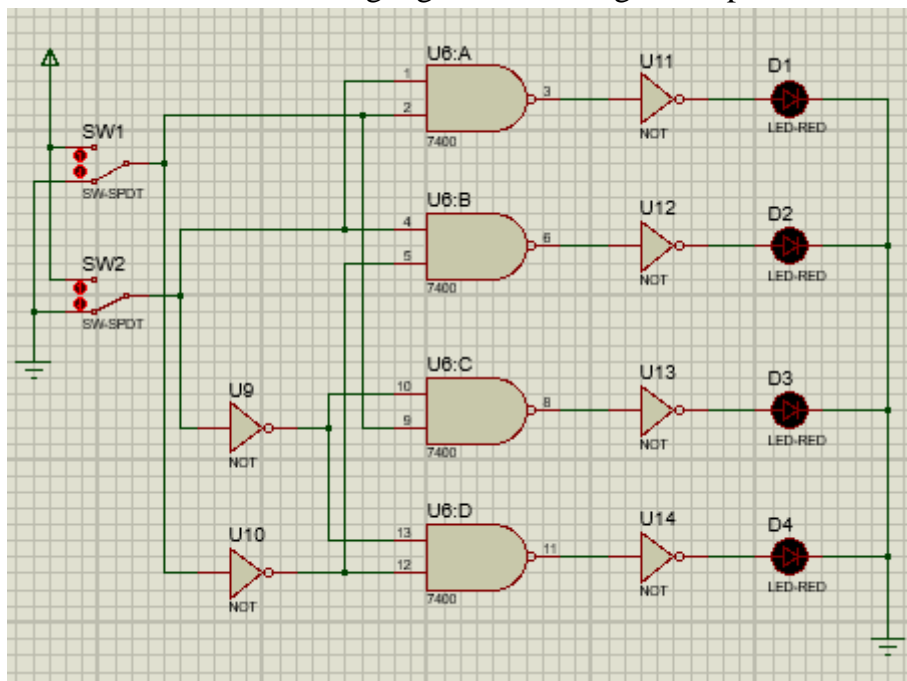 U6:A
1
2
3
7400
U11
NOT
D1
LED-RED
SW1
SW-SPDT
U6:B
4
5
6
7400
U12
NOT
D2
LED-RED
SW2
SW-SPDT
U6:C
10
9
8
7400
U13
NOT
D3
LED-RED
U9
NOT
U6:D
13
12
11
7400
U14
NOT
D4
LED-RED
U10
NOT